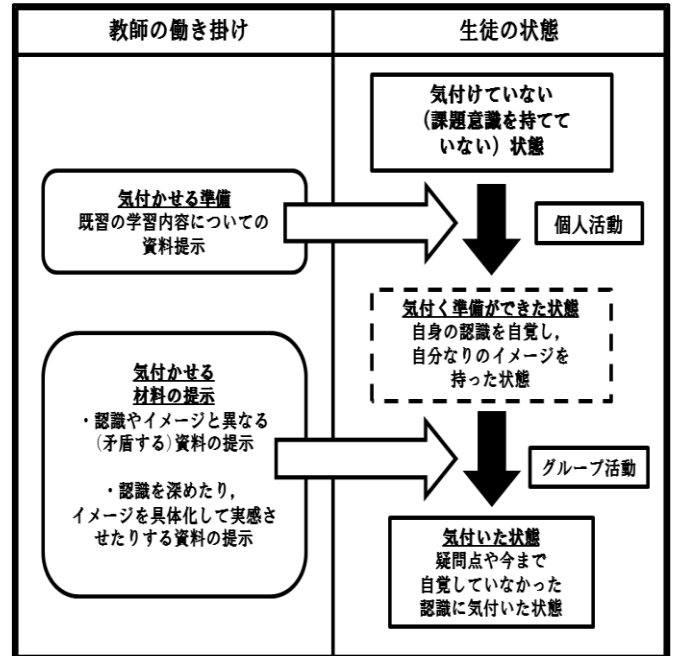 教師の働き掛け
生徒の状態
気付けていない
(課題意識を持てて
いない) 状態
気付かせる準備
既習の学習内容についての
資料提示
個人活動
気付く準備ができた状態
自身の認識を自覚し,
自分なりのイメージを
持った状態
気付かせる
材料の提示
・認識やイメージと異なる
(矛盾する) 資料の提示
・認識を深めたり,
イメージを具体化して実感さ
せたりする資料の提示
グループ活動
気付いた状態
疑問点や今まで
自覚していなかった
認識に気付いた状態